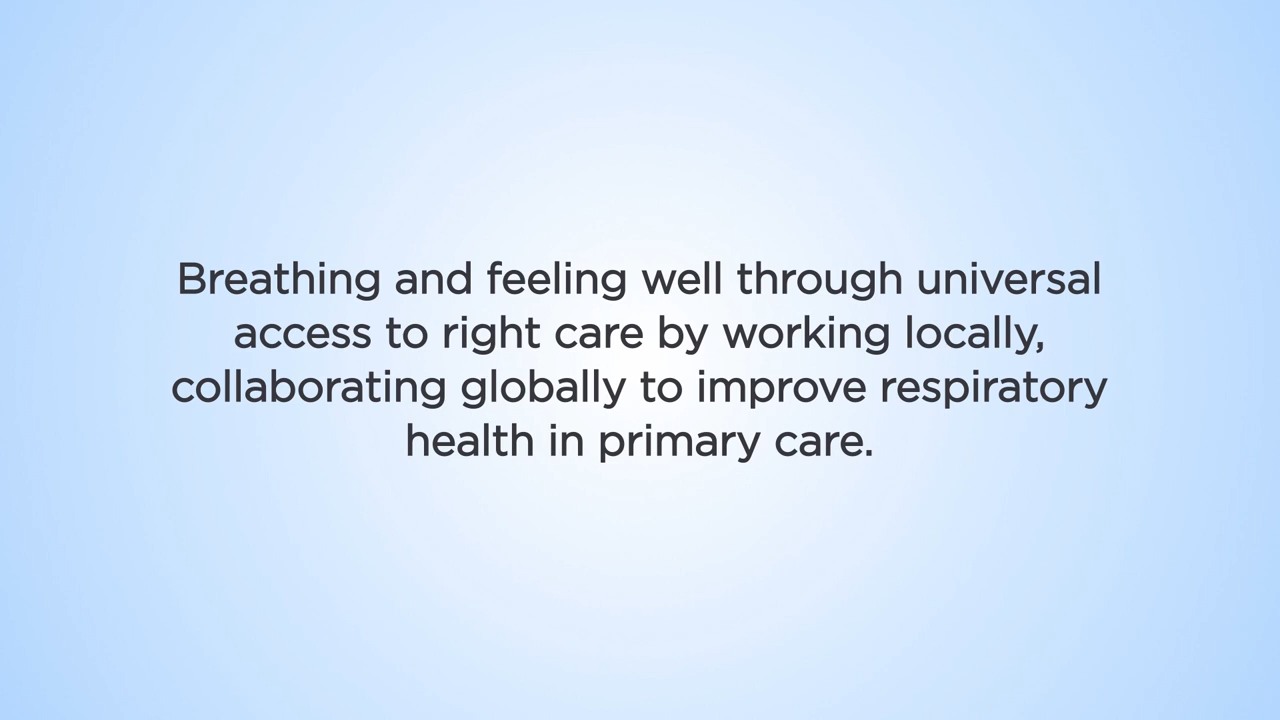 Breathing and feeling well through universal
access to right care by working locally,
collaborating globally to improve respiratory
health in primary care.